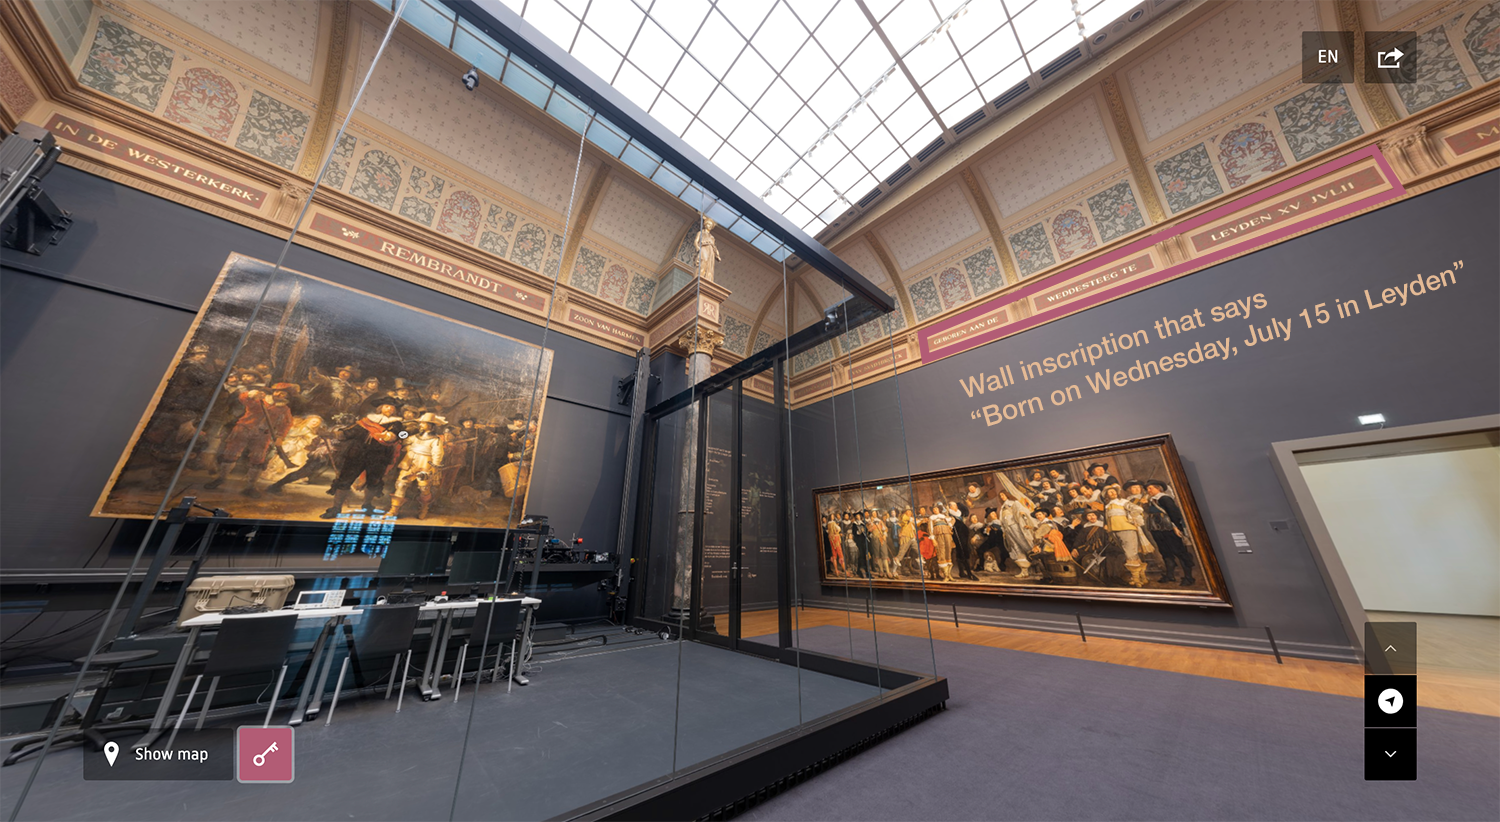 EN
IN DE WESTERKERK·
REMBRANDT
ZOON VAN HARMEN
GEBOREN AAN DE
WEDDESTEEG TE
LEYDEN XV JVLII
M
RR
Wall inscription that says
“Born on Wednesday, July 15 in Leyden”
Show map